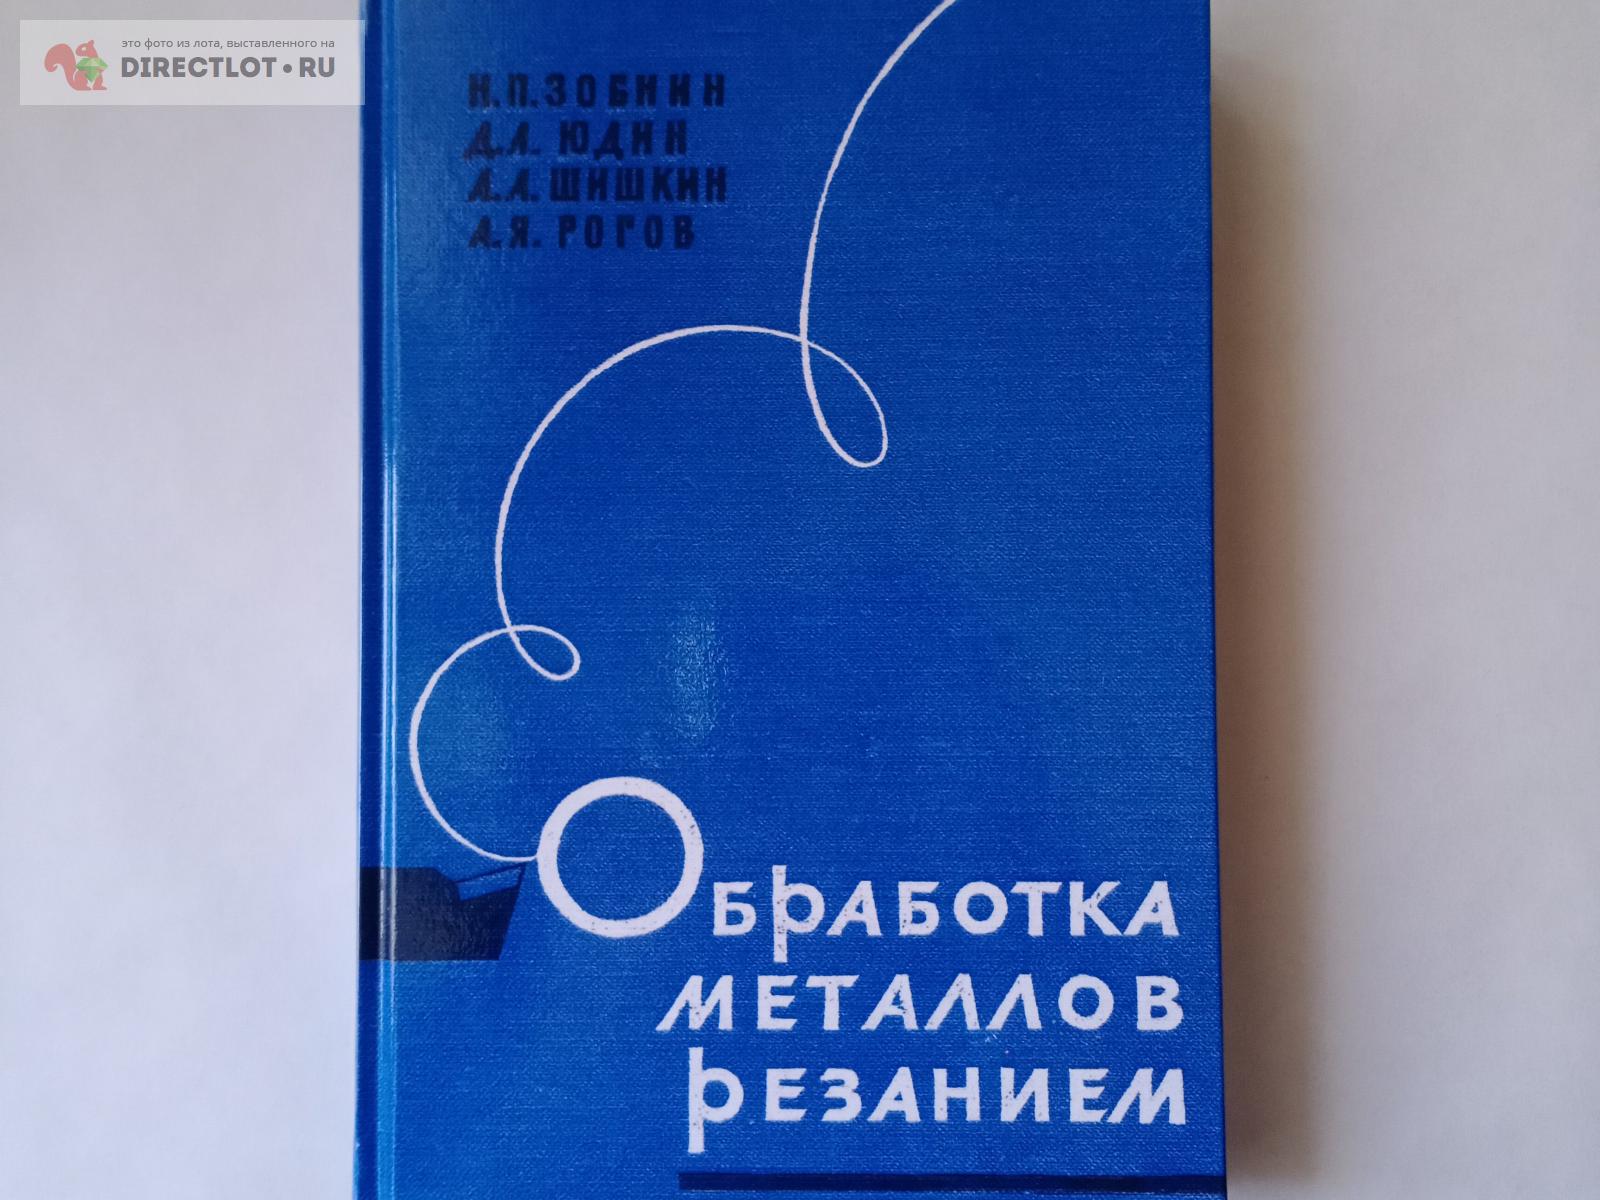 это фото из лота, выставленного на
DIRECTLOT•RU
Н.П. ЗОБНИН
Д.А. ЮДИН
А.А. ШИШКИН
А.Я. РОГОВ
ОБРАБОТКА
МЕТАЛЛОВ
РЕЗАНИЕМ